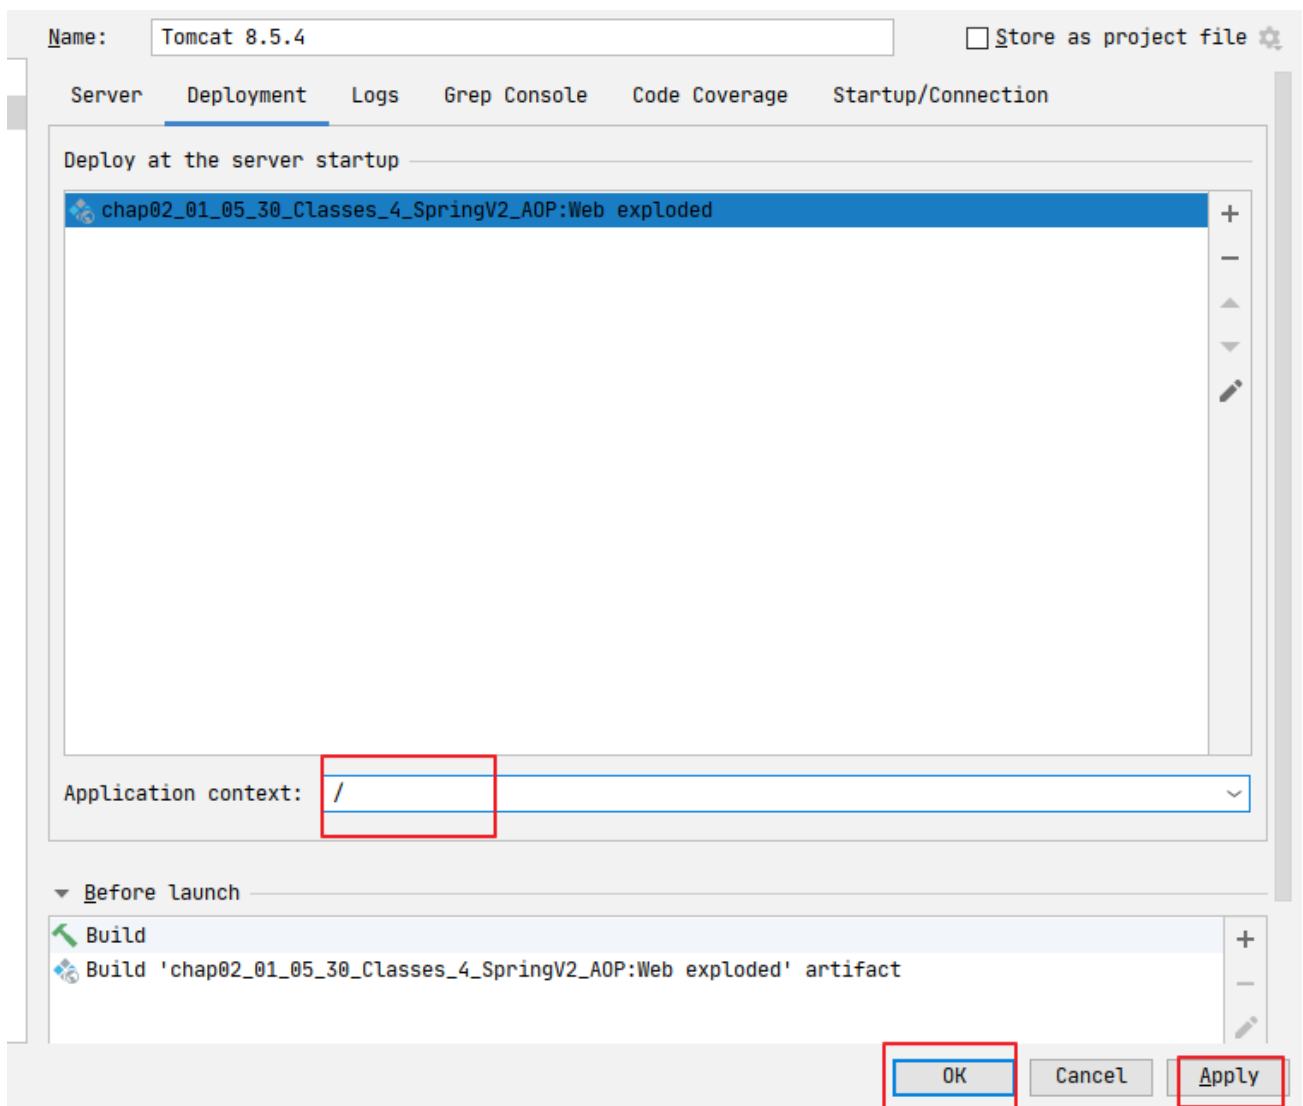 Name: Tomcat 8.5.4 Store as project file
Server Deployment Logs Grep Console Code Coverage Startup/Connection
Deploy at the server startup
chap02_01_05_30_Classes_4_SpringV2_AOP:Web exploded
Application context: /
Before launch
Build
Build 'chap02_01_05_30_Classes_4_SpringV2_AOP:Web exploded' artifact
OK Cancel Apply